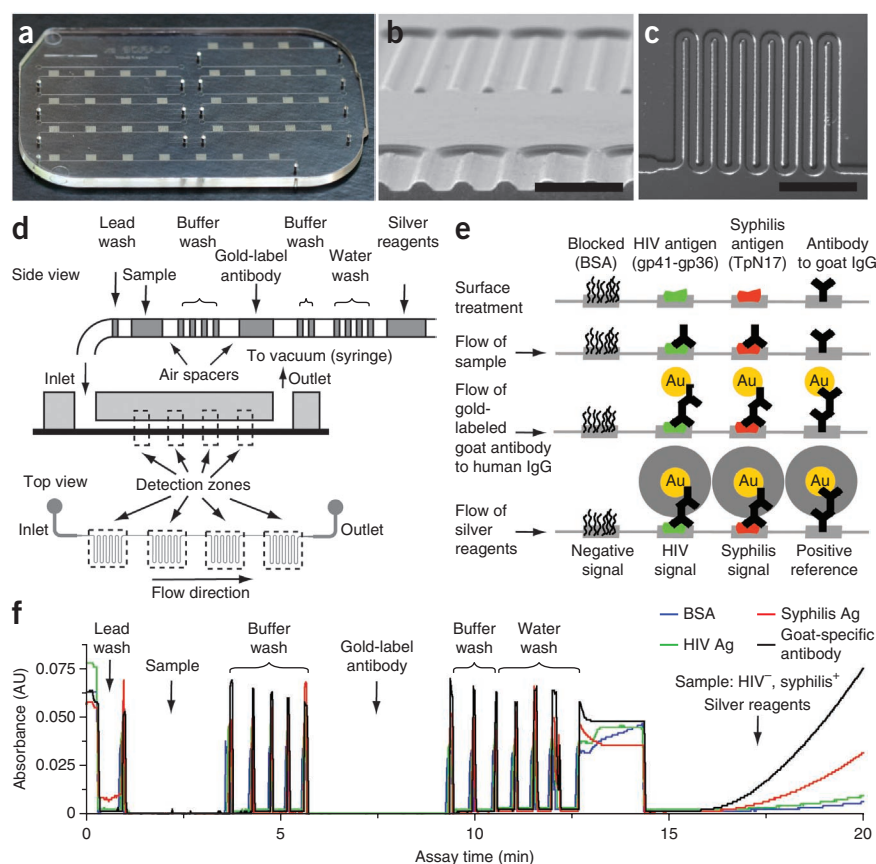 a
b
c
d
Lead wash
Buffer wash
Buffer wash
Silver reagents
Side view
Sample
Gold-label antibody
Water wash
Inlet
Air spacers
To vacuum (syringe)
Outlet
Top view
Detection zones
Inlet
Outlet
Flow direction
e
Blocked (BSA)
HIV antigen (gp41-gp36)
Syphilis antigen (TpN17)
Antibody to goat IgG
Surface treatment
Flow of sample
Flow of gold-labeled goat antibody to human IgG
Au
Au
Au
Au
Au
Au
Flow of silver reagents
Negative signal
HIV signal
Syphilis signal
Positive reference
f
Lead wash
Sample
Buffer wash
Gold-label antibody
Buffer wash
Water wash
BSA
Syphilis Ag
HIV Ag
Goat-specific antibody
Sample: HIV⁻, syphilis⁺
Silver reagents
Absorbance (AU)
0.075
0.050
0.025
0
0
5
10
15
20
Assay time (min)